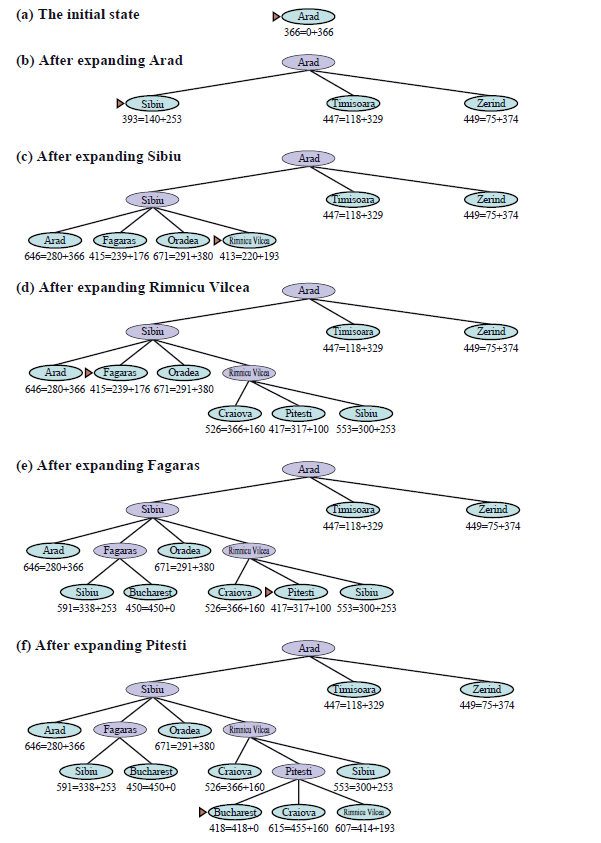 (a) The initial state
Arad
366=0+366
(b) After expanding Arad
Arad
Sibiu Timisoara Zerind
393=140+253 447=118+329 449=75+374
(c) After expanding Sibiu
Arad
Sibiu Timisoara Zerind
447=118+329 449=75+374
Arad Fagaras Oradea Rimnicu Vilcea
646=280+366 415=239+176 671=291+380 413=220+193
(d) After expanding Rimnicu Vilcea
Arad
Sibiu Timisoara Zerind
447=118+329 449=75+374
Arad Fagaras Oradea Rimnicu Vilcea
646=280+366 415=239+176 671=291+380
Craiova Pitesti Sibiu
526=366+160 417=317+100 553=300+253
(e) After expanding Fagaras
Arad
Sibiu Timisoara Zerind
447=118+329 449=75+374
Arad Fagaras Oradea Rimnicu Vilcea
646=280+366 671=291+380
Sibiu Bucharest Craiova Pitesti Sibiu
591=338+253 450=450+0 526=366+160 417=317+100 553=300+253
(f) After expanding Pitesti
Arad
Sibiu Timisoara Zerind
447=118+329 449=75+374
Arad Fagaras Oradea Rimnicu Vilcea
646=280+366 671=291+380
Sibiu Bucharest Craiova Pitesti Sibiu
591=338+253 450=450+0 526=366+160 553=300+253
Bucharest Craiova Rimnicu Vilcea
418=418+0 615=455+160 607=414+193